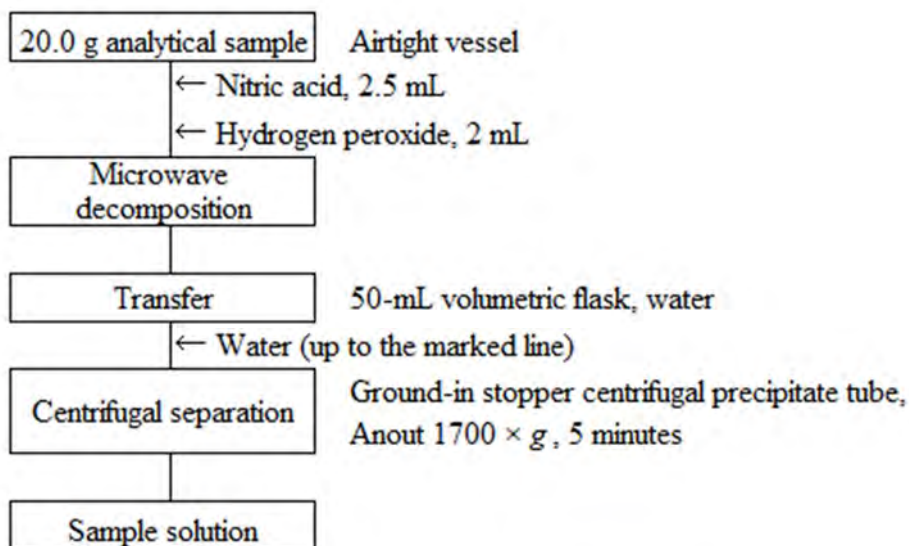 20.0 g analytical sample Airtight vessel
← Nitric acid, 2.5 mL
← Hydrogen peroxide, 2 mL
Microwave
decomposition
Transfer 50-mL volumetric flask, water
← Water (up to the marked line)
Centrifugal separation
Ground-in stopper centrifugal precipitate tube,
Anout 1700 × g , 5 minutes
Sample solution